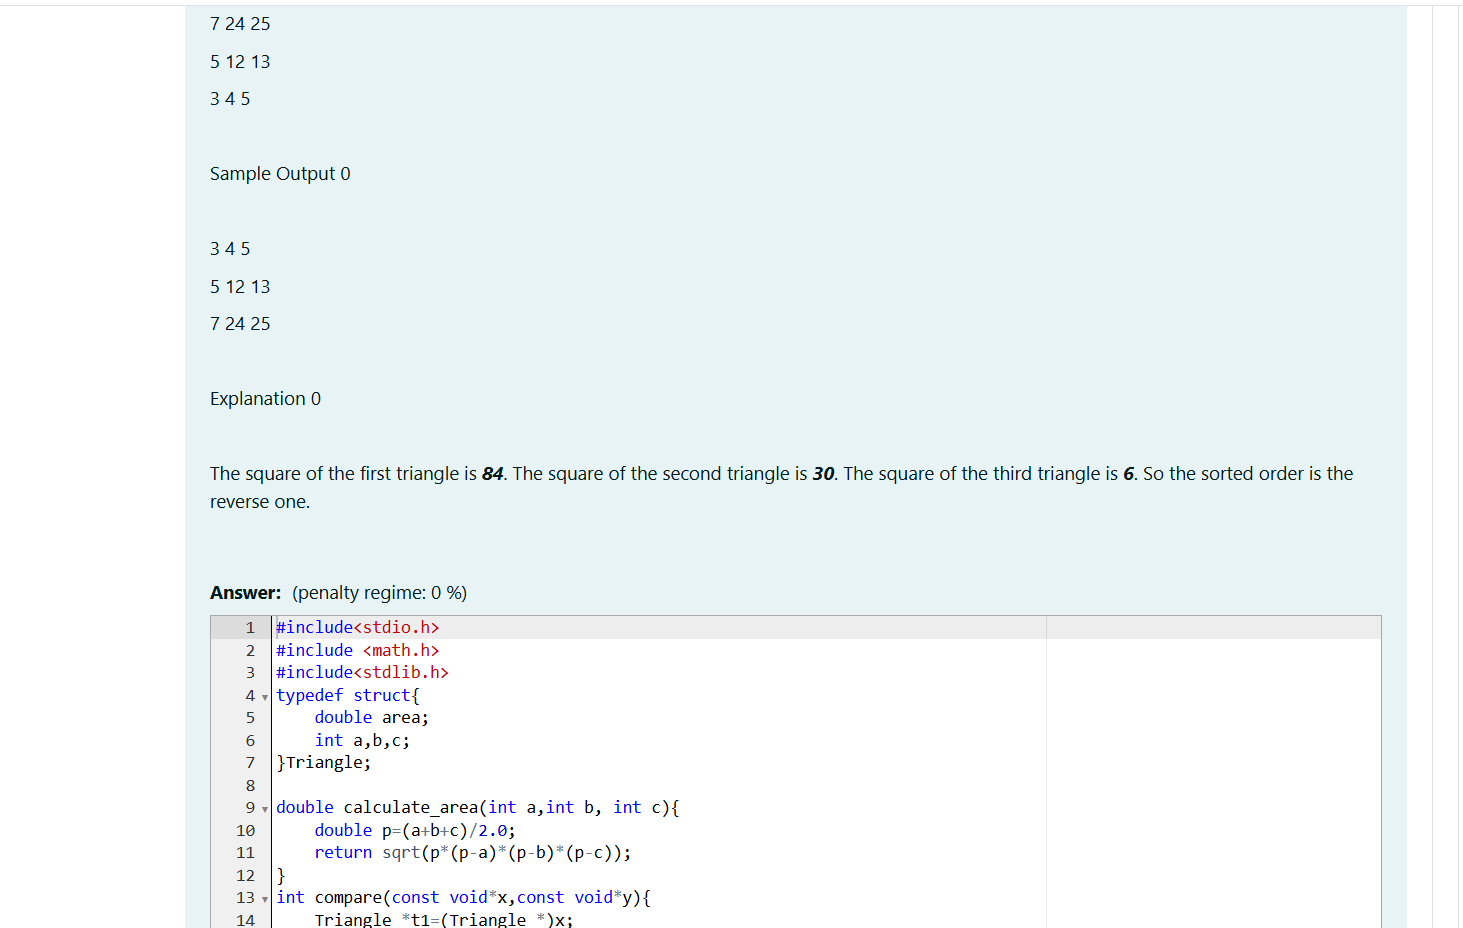 7 24 25
5 12 13
3 4 5
Sample Output 0
3 4 5
5 12 13
7 24 25
Explanation 0
The square of the first triangle is 84. The square of the second triangle is 30. The square of the third triangle is 6. So the sorted order is the
reverse one.
Answer: (penalty regime: 0 %)
1 #include<stdio.h>
2 #include <math.h>
3 #include<stdlib.h>
4 typedef struct{
5 double area;
6 int a,b,c;
7 }Triangle;
8
9 double calculate_area(int a,int b, int c){
10 double p=(a+b+c)/2.0;
11 return sqrt(p*(p-a)*(p-b)*(p-c));
12 }
13 int compare(const void*x,const void*y){
14 Triangle *t1=(Triangle *)x;